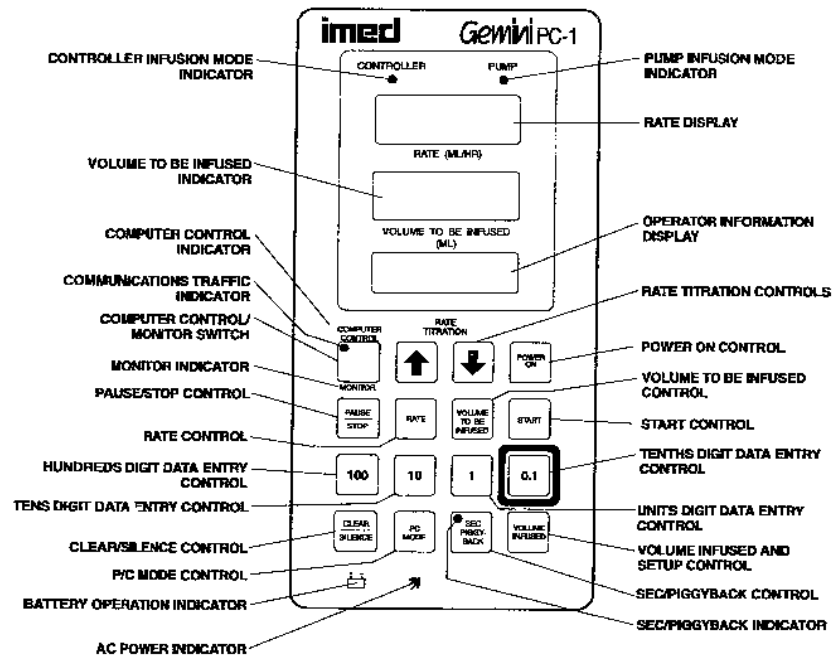 imed Gemini PC-1
CONTROLLER INFUSION MODE
INDICATOR
CONTROLLER
PUMP
PUMP INFUSION MODE
INDICATOR
RATE DISPLAY
RATE (ML/HR)
VOLUME TO BE INFUSED
INDICATOR
VOLUME TO BE INFUSED
(ML)
OPERATOR INFORMATION
DISPLAY
COMPUTER CONTROL
INDICATOR
COMMUNICATIONS TRAFFIC
INDICATOR
COMPUTER CONTROL/
MONITOR SWITCH
MONITOR INDICATOR
PAUSE/STOP CONTROL
RATE CONTROL
HUNDREDS DIGIT DATA ENTRY
CONTROL
TENS DIGIT DATA ENTRY CONTROL
CLEAR/SILENCE CONTROL
P/C MODE CONTROL
BATTERY OPERATION INDICATOR
AC POWER INDICATOR
COMPUTER
CONTROL
RATE
TITRATION
POWER
ON
MONITOR
PAUSE
STOP
RATE
VOLUME
TO BE
INFUSED
START
100
10
1
0.1
CLEAR
SILENCE
PC
MODE
SEC
PIGGY-
BACK
VOLUME
INFUSED
RATE TITRATION CONTROLS
POWER ON CONTROL
VOLUME TO BE INFUSED
CONTROL
START CONTROL
TENTHS DIGIT DATA ENTRY
CONTROL
UNITS DIGIT DATA ENTRY
CONTROL
VOLUME INFUSED AND
SETUP CONTROL
SEC/PIGGYBACK CONTROL
SEC/PIGGYBACK INDICATOR